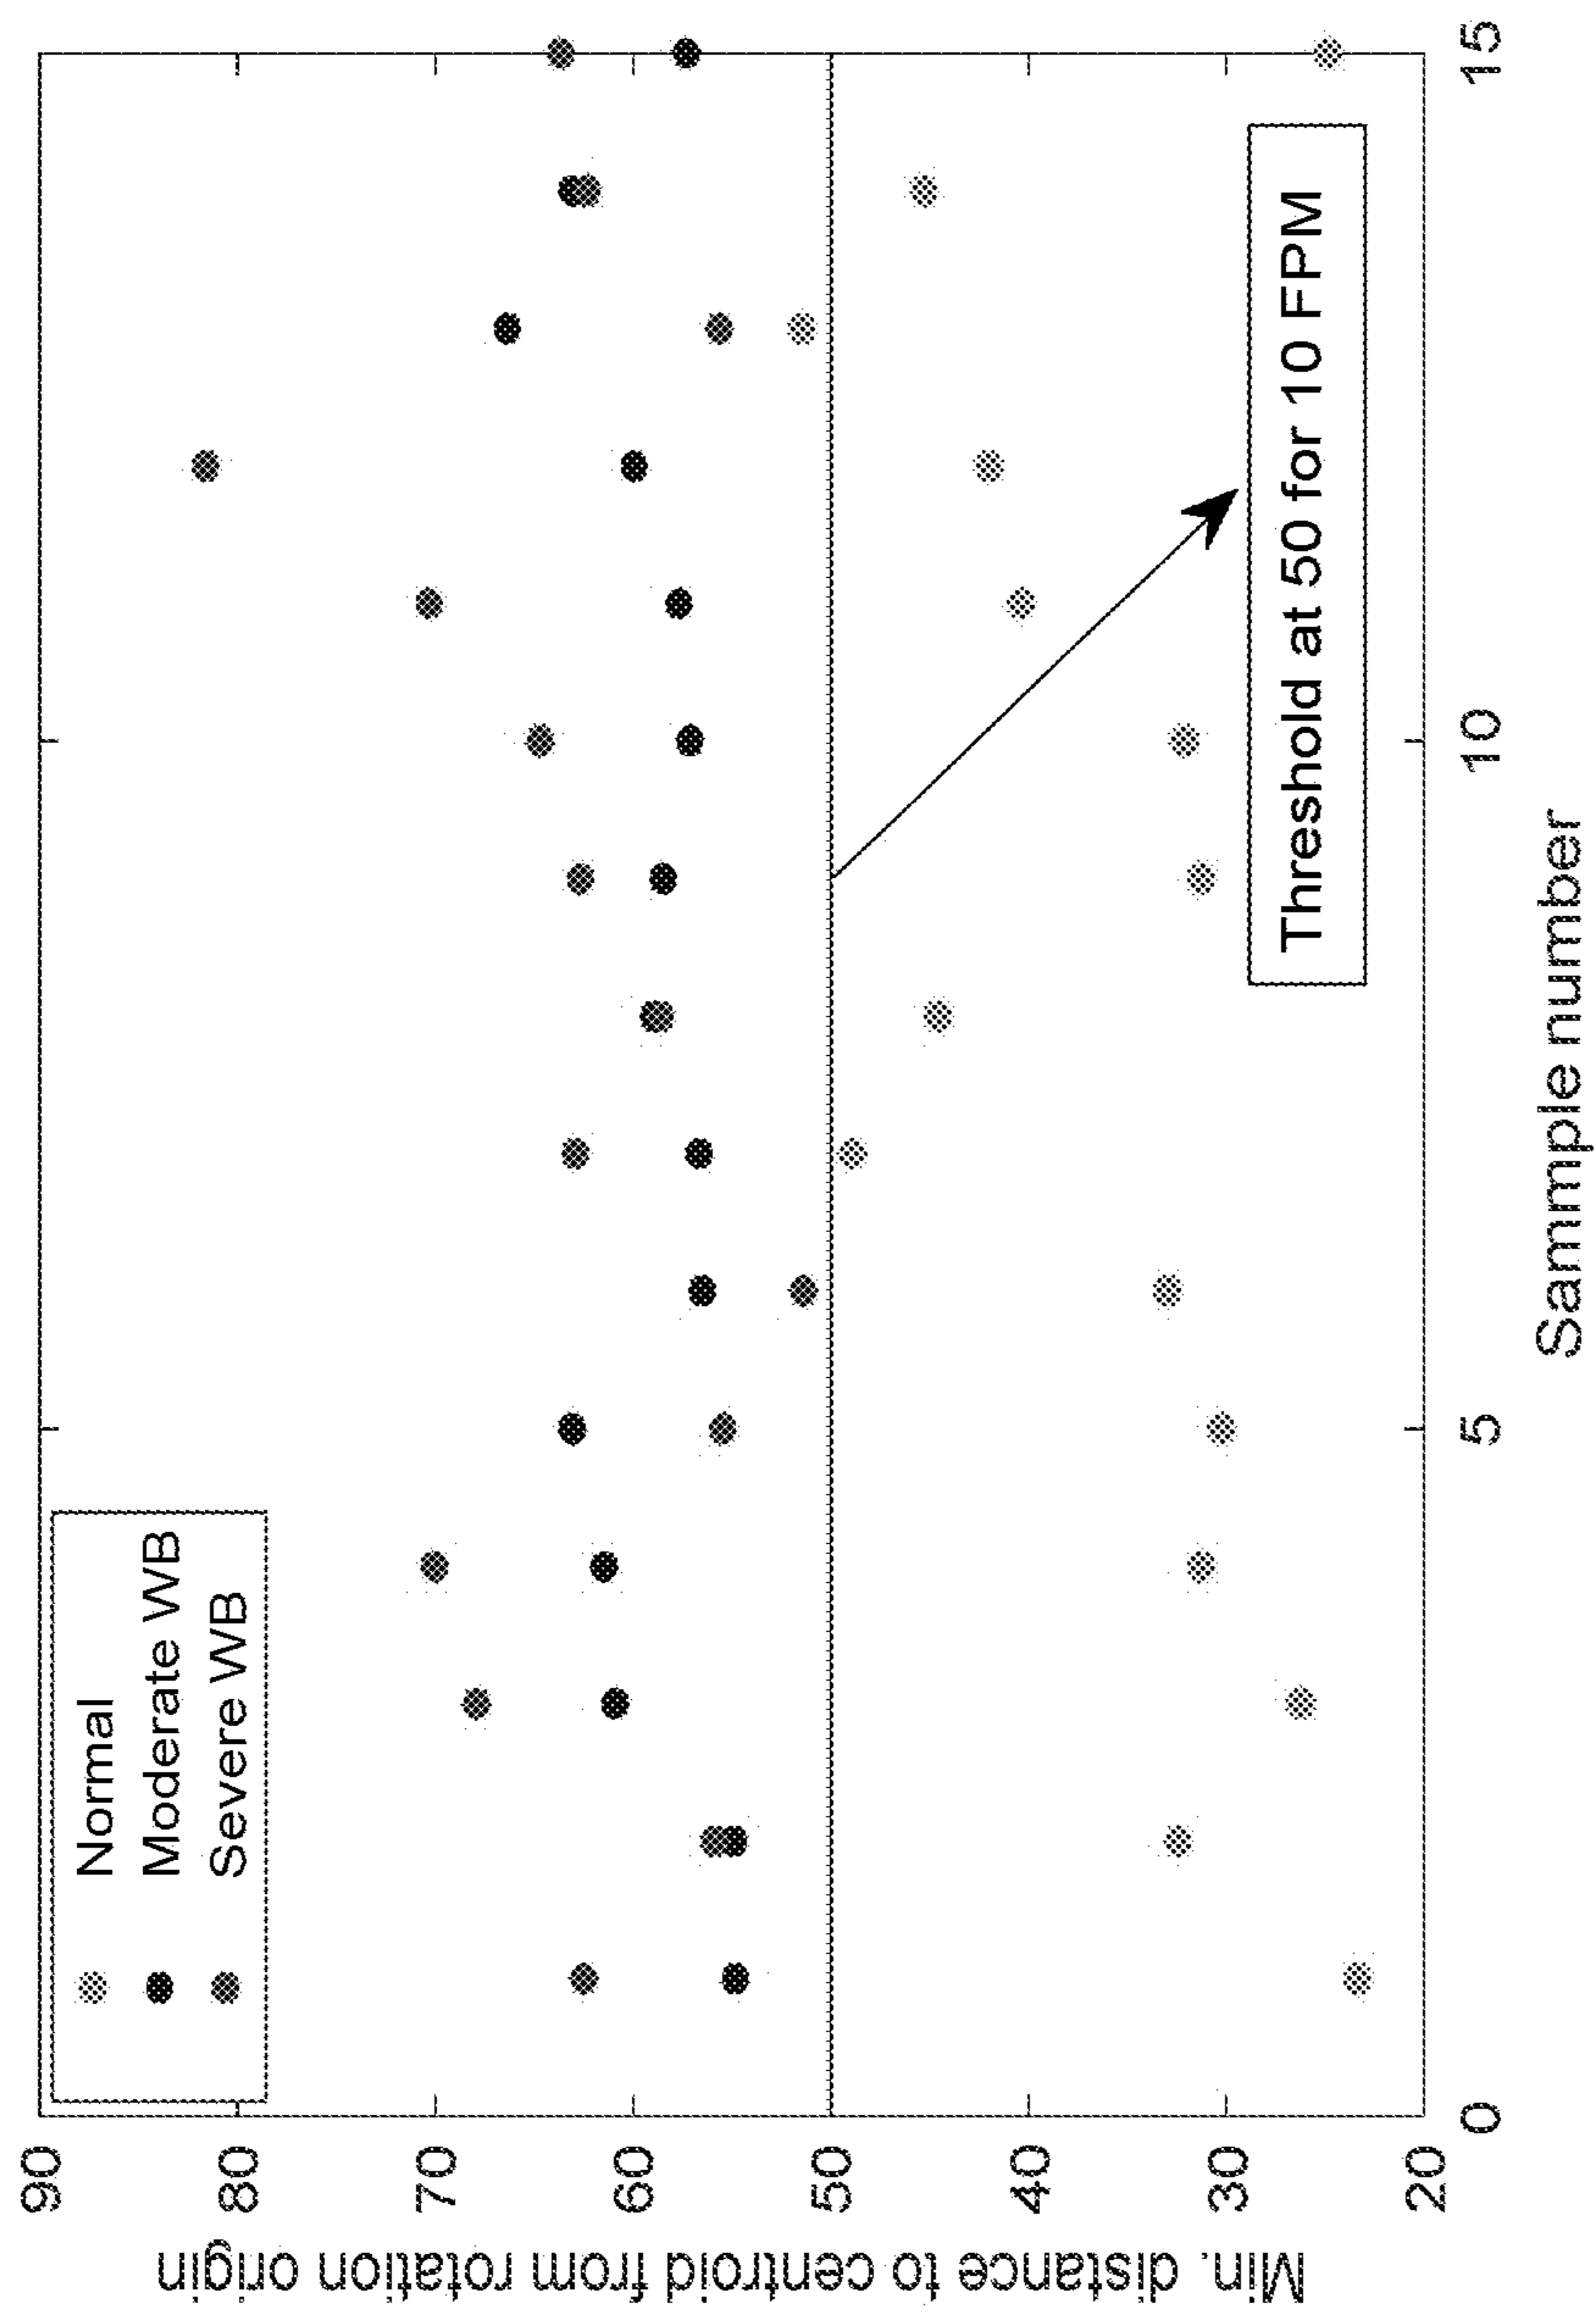 Normal
Moderate WB
Severe WB
90
80
70
60
50
40
30
20
Min. distance to centroid from rotation origin
0
5
10
15
Sammple number
Threshold at 50 for 10 FPM